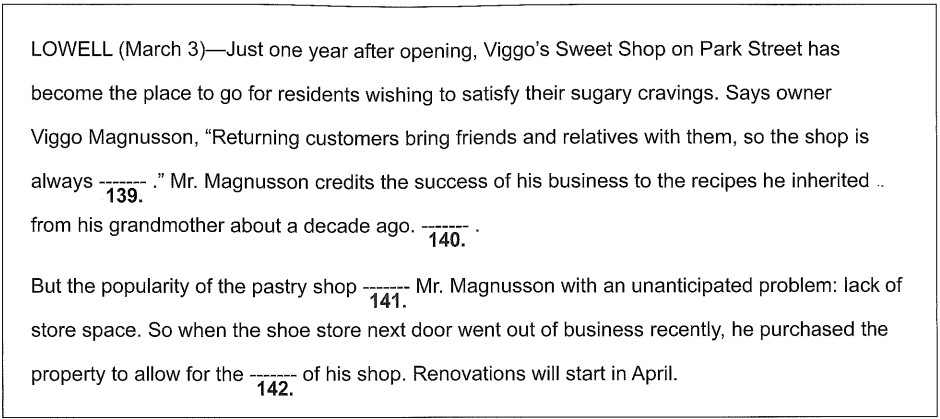 LOWELL (March 3)—Just one year after opening, Viggo's Sweet Shop on Park Street has
become the place to go for residents wishing to satisfy their sugary cravings. Says owner
Viggo Magnusson, “Returning customers bring friends and relatives with them, so the shop is
always ------- .” Mr. Magnusson credits the success of his business to the recipes he inherited
139.
from his grandmother about a decade ago. ------- .
140.
But the popularity of the pastry shop ------- Mr. Magnusson with an unanticipated problem: lack of
141.
store space. So when the shoe store next door went out of business recently, he purchased the
property to allow for the ------- of his shop. Renovations will start in April.
142.